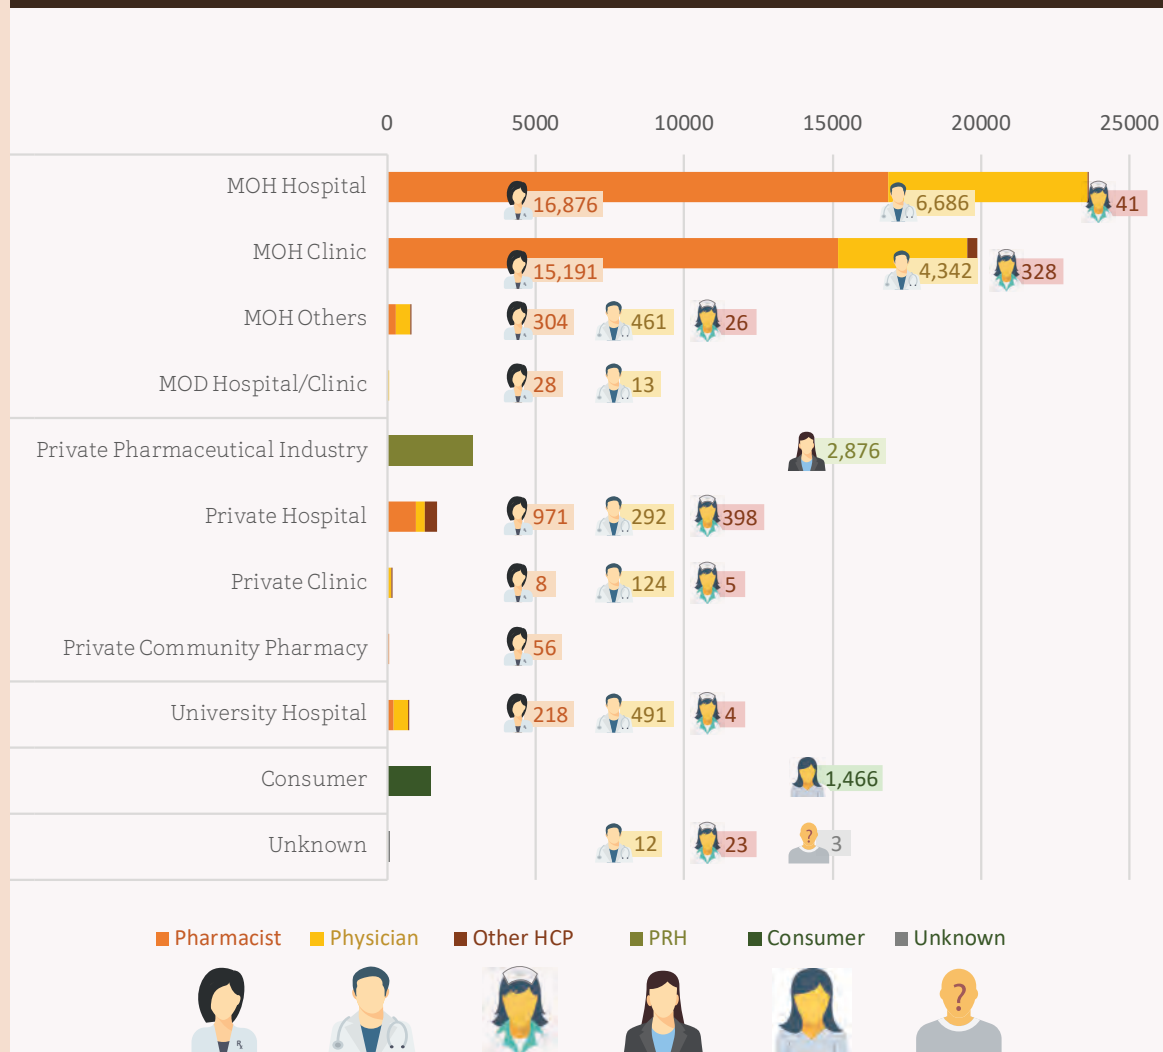 0 5000 10000 15000 20000 25000
MOH Hospital 16,876 6,686 41
MOH Clinic 15,191 4,342 328
MOH Others 304 461 26
MOD Hospital/Clinic 28 13
Private Pharmaceutical Industry 2,876
Private Hospital 971 292 398
Private Clinic 8 124 5
Private Community Pharmacy 56
University Hospital 218 491 4
Consumer 1,466
Unknown 12 23 ? 3
Pharmacist Physician Other HCP PRH Consumer Unknown
?